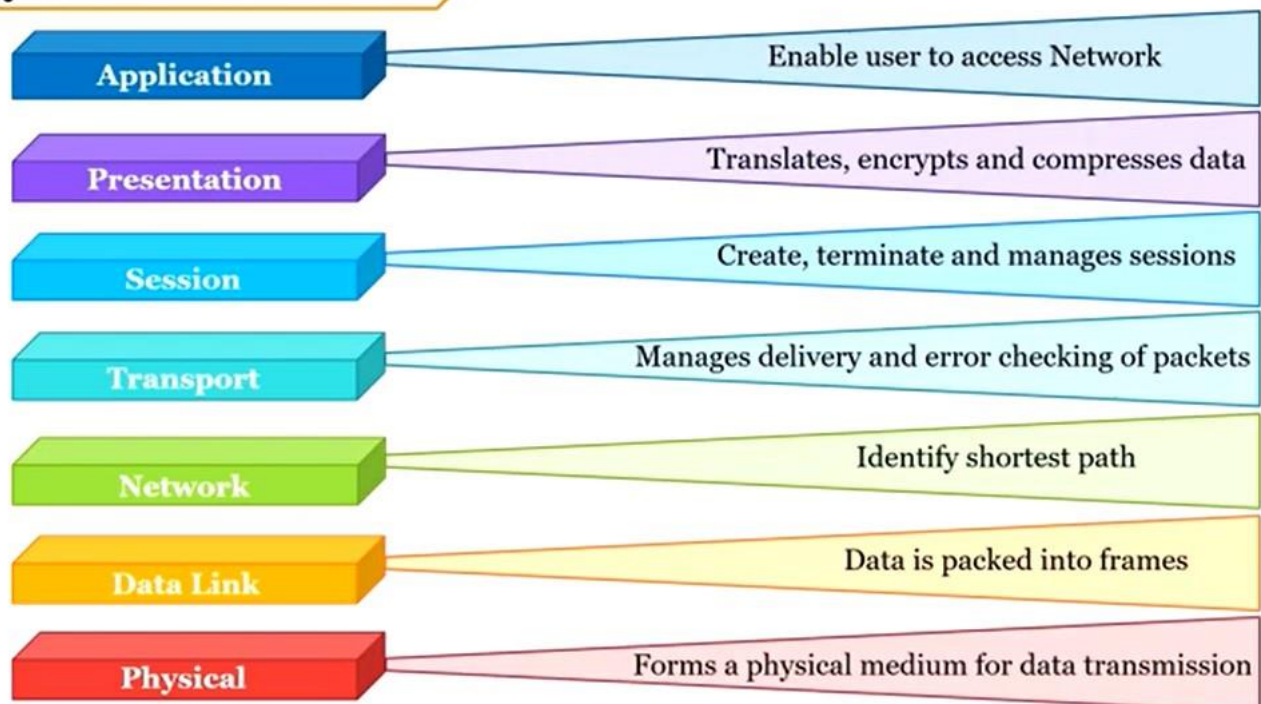 Application
Enable user to access Network
Presentation
Translates, encrypts and compresses data
Session
Create, terminate and manages sessions
Transport
Manages delivery and error checking of packets
Network
Identify shortest path
Data Link
Data is packed into frames
Physical
Forms a physical medium for data transmission